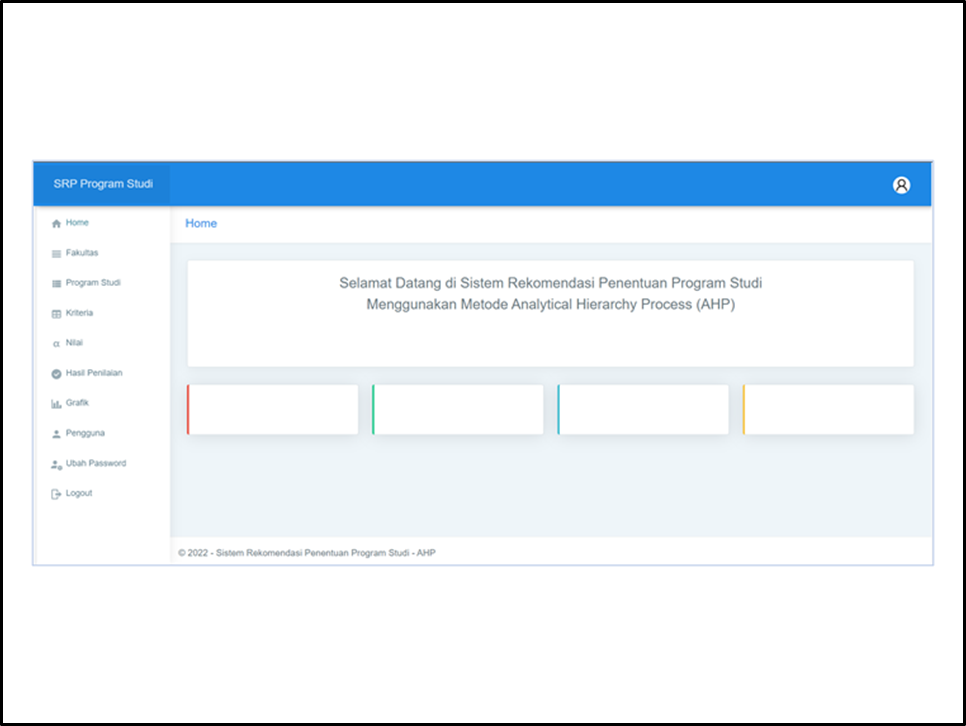 SRP Program Studi
Home
Fakultas
Program Studi
Kriteria
Nilai
Hasil Penilaian
Grafik
Pengguna
Ubah Password
Logout
Home
Selamat Datang di Sistem Rekomendasi Penentuan Program Studi
Menggunakan Metode Analytical Hierarchy Process (AHP)
© 2022 - Sistem Rekomendasi Penentuan Program Studi - AHP